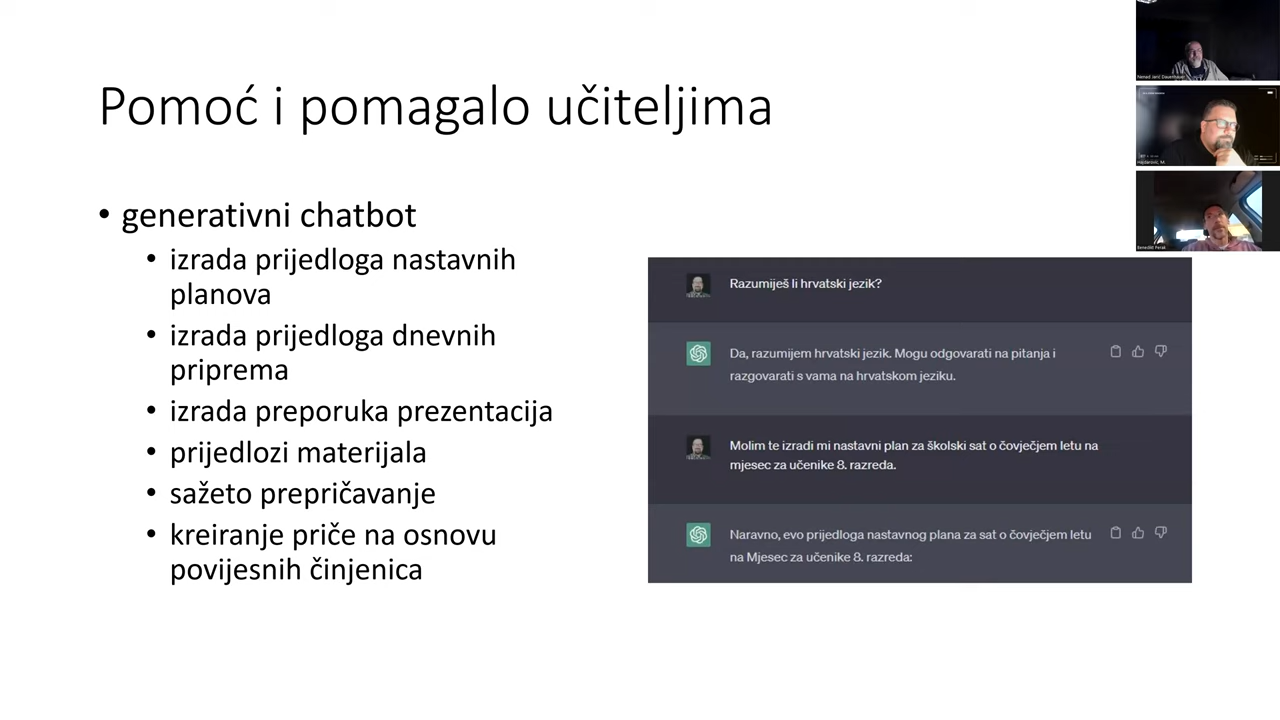 Pomoć i pomagalo učiteljima
• generativni chatbot
• izrada prijedloga nastavnih
planova
• izrada prijedloga dnevnih
priprema
• izrada preporuka prezentacija
• prijedlozi materijala
• sažeto prepričavanje
• kreiranje priče na osnovu
povijesnih činjenica
Razumiješ li hrvatski jezik?
Da, razumijem hrvatski jezik. Mogu odgovarati na pitanja i
razgovarati s vama na hrvatskom jeziku.
Molim te izradi mi nastavni plan za školski sat o čovječjem letu na
mjesec za učenike 8. razreda.
Naravno, evo prijedloga nastavnog plana za sat o čovječjem letu
na Mjesec za učenike 8. razreda:
Hajdarović, M.
Benedikt Perak